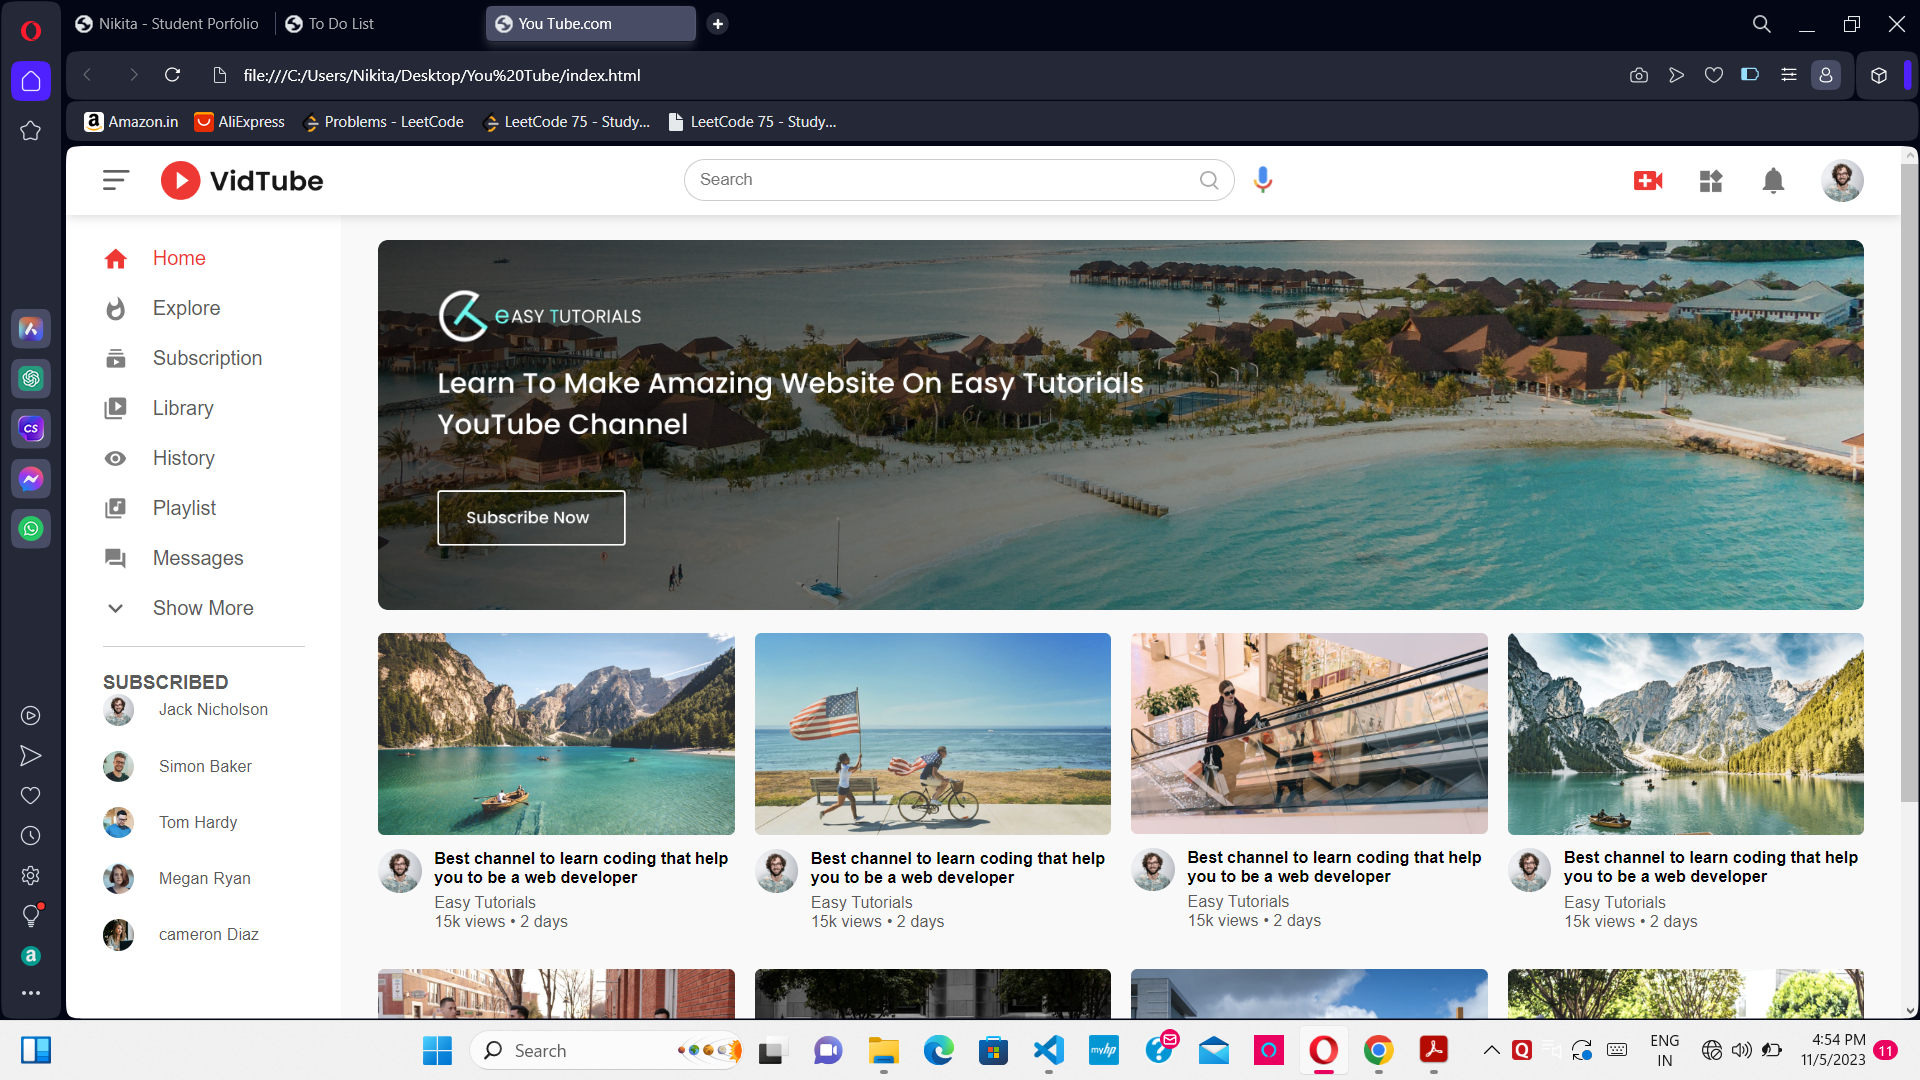 Nikita - Student Porfolio
To Do List
You Tube.com
file:///C:/Users/Nikita/Desktop/You%20Tube/index.html
Amazon.in
AliExpress
Problems - LeetCode
LeetCode 75 - Study...
LeetCode 75 - Study...
VidTube
Search
Home
Explore
Subscription
Library
History
Playlist
Messages
Show More
SUBSCRIBED
Jack Nicholson
Simon Baker
Tom Hardy
Megan Ryan
cameron Diaz
eASY TUTORIALS
Learn To Make Amazing Website On Easy Tutorials
YouTube Channel
Subscribe Now
Best channel to learn coding that help
you to be a web developer
Easy Tutorials
15k views • 2 days
Best channel to learn coding that help
you to be a web developer
Easy Tutorials
15k views • 2 days
Best channel to learn coding that help
you to be a web developer
Easy Tutorials
15k views • 2 days
Best channel to learn coding that help
you to be a web developer
Easy Tutorials
15k views • 2 days
CS
a
Search
myhp
ENG
IN
4:54 PM
11/5/2023
11